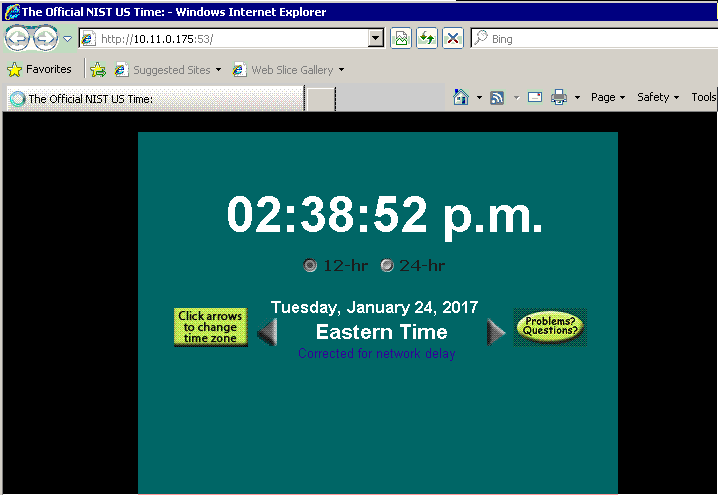 The Official NIST US Time: - Windows Internet Explorer
http://10.11.0.175:53/
Bing
Favorites Suggested Sites Web Slice Gallery
The Official NIST US Time: Page Safety Tools
02:38:52 p.m.
12-hr 24-hr
Click arrows
to change
time zone
Tuesday, January 24, 2017
Eastern Time
Corrected for network delay
Problems?
Questions?